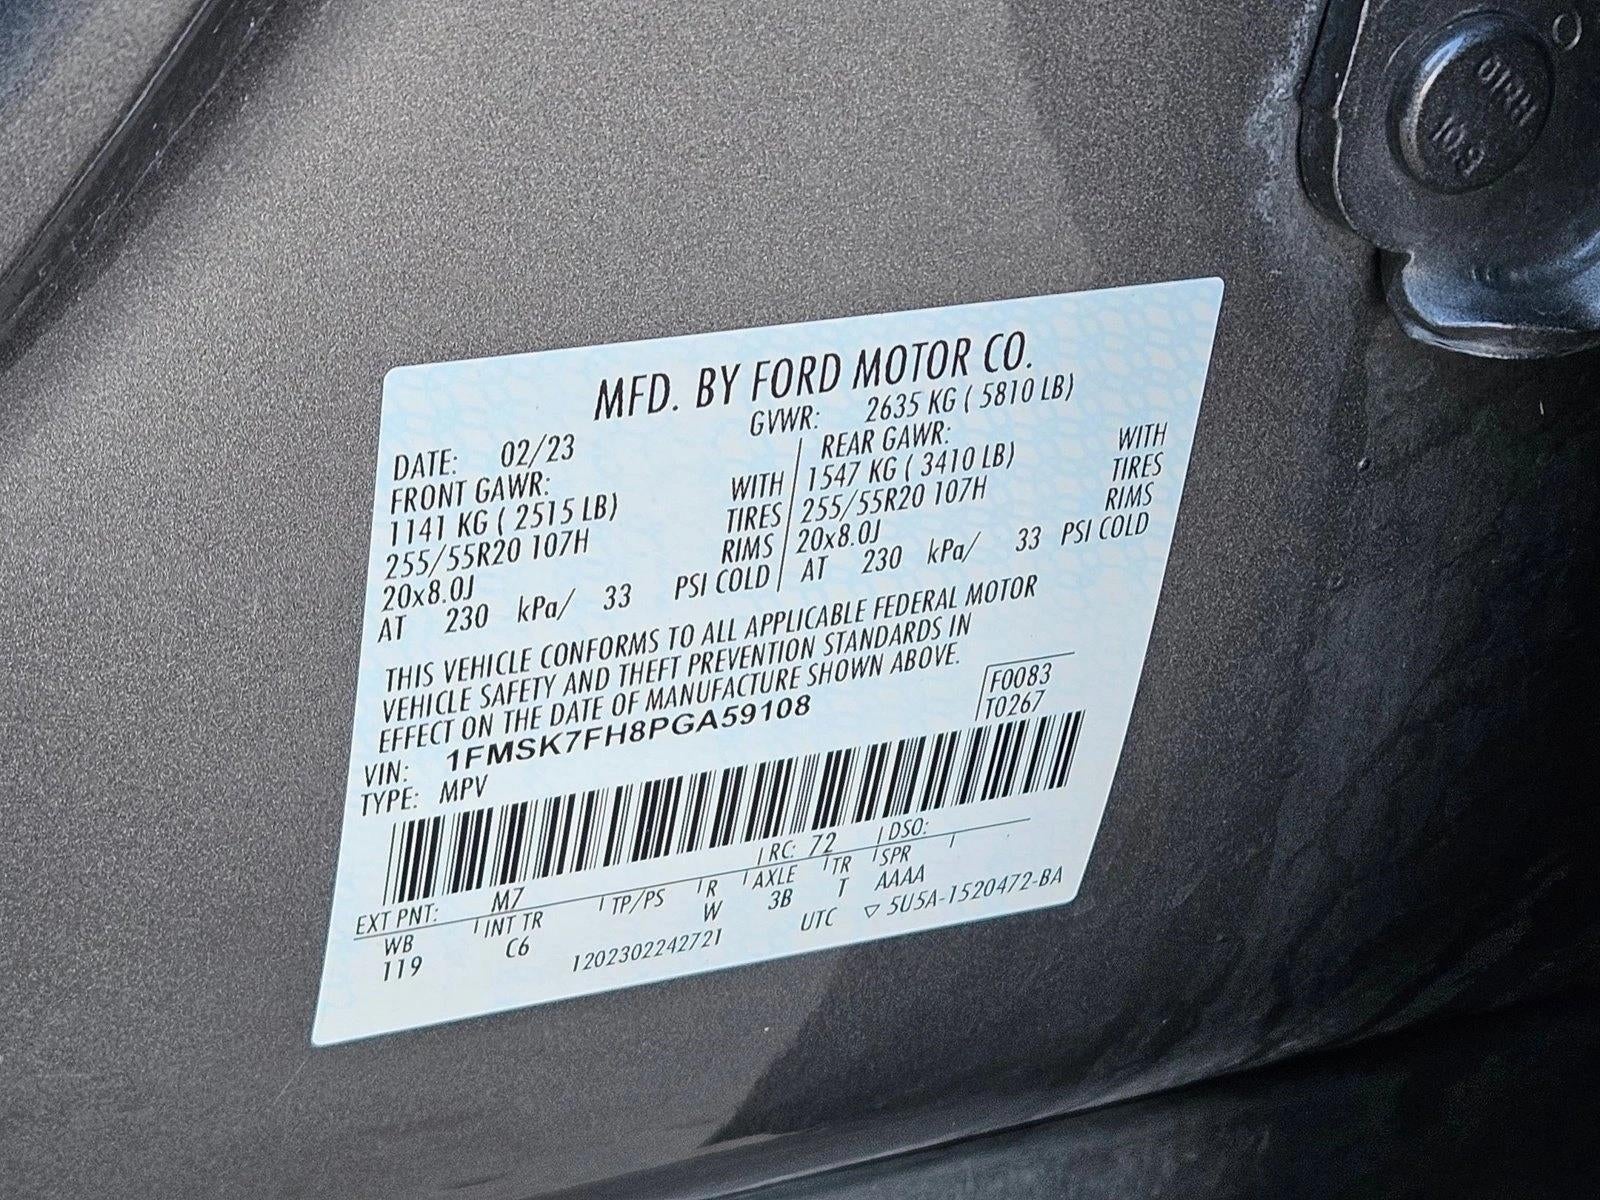 MFD. BY FORD MOTOR CO.
DATE: 02/23 GVWR: 2635 KG ( 5810 LB)
FRONT GAWR: REAR GAWR:
1141 KG ( 2515 LB) WITH 1547 KG ( 3410 LB) WITH
255/55R20 107H TIRES 255/55R20 107H TIRES
20x8.0J RIMS 20x8.0J RIMS
AT 230 kPa/ 33 PSI COLD AT 230 kPa/ 33 PSI COLD
THIS VEHICLE CONFORMS TO ALL APPLICABLE FEDERAL MOTOR
VEHICLE SAFETY AND THEFT PREVENTION STANDARDS IN
EFFECT ON THE DATE OF MANUFACTURE SHOWN ABOVE.
VIN: 1FMSK7FH8PGA59108 F0083
TYPE: MPV T0267
EXT PNT: M7 RC: 72 DSO:
WB INT TR TP/PS R AXLE TR SPR
119 C6 W 3B T AAAA
1202302242721 UTC ▽ 5U5A-1520472-BA